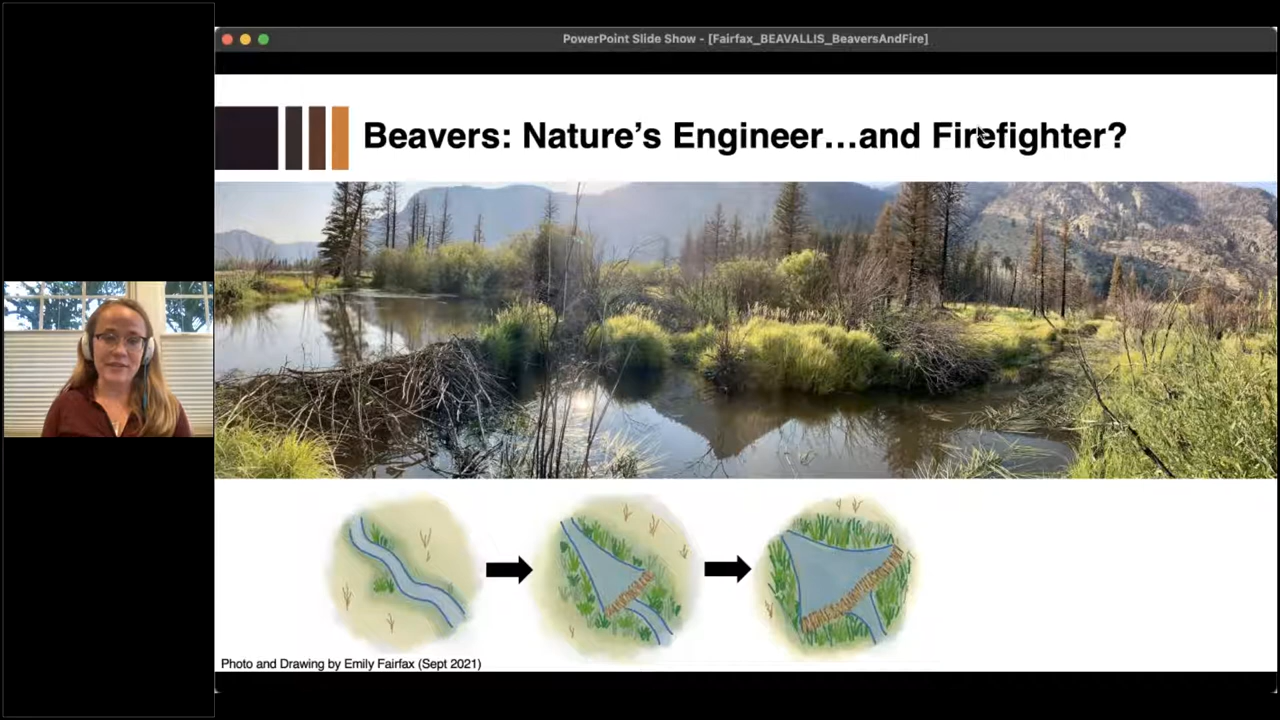 PowerPoint Slide Show - [Fairfax_BEAVALLIS_BeaversAndFire]
Beavers: Nature's Engineer...and Firefighter?
Photo and Drawing by Emily Fairfax (Sept 2021)